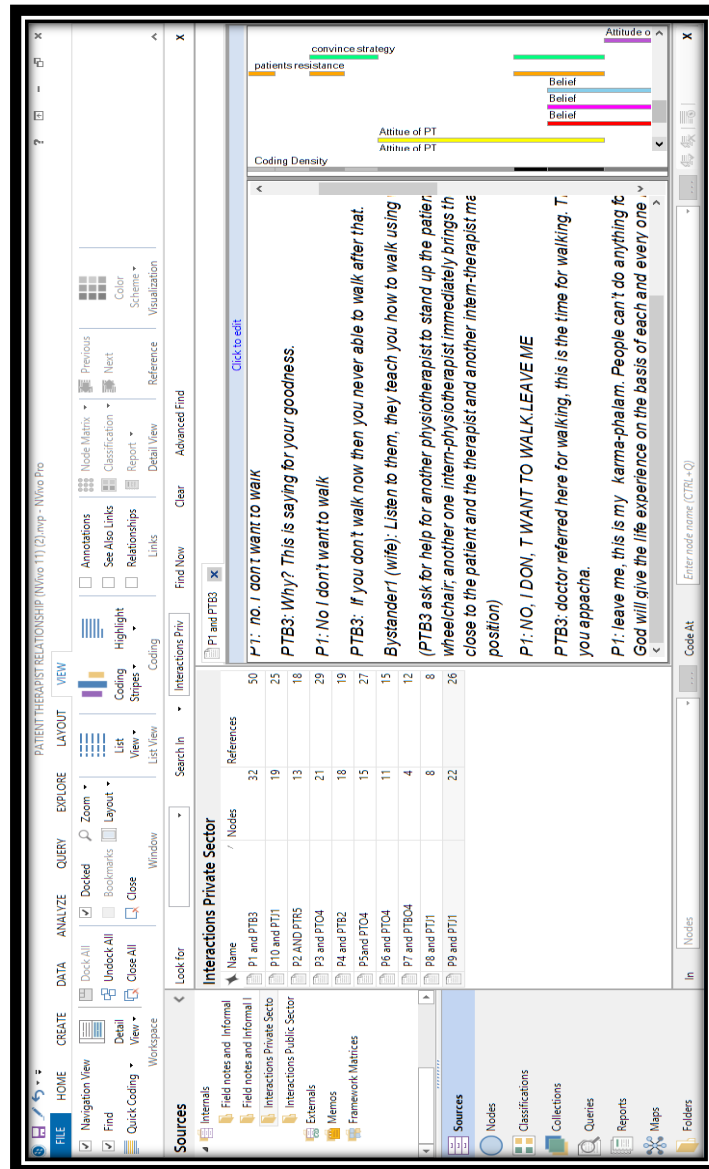 PATIENT THERAPIST RELATIONSHIP (NVivo 11) (2).nvp - NVivo Pro
FILE HOME CREATE DATA ANALYZE QUERY EXPLORE LAYOUT VIEW
Navigation View
Find
Quick Coding
Detail View
Workspace
Dock All
Undock All
Close All
Docked
Bookmarks
Close
Zoom
Layout
Window
List View
List View
Coding Stripes
Highlight
Coding
Annotations
See Also Links
Relationships
Links
Node Matrix
Classification
Report
Detail View
Previous
Next
Reference
Color Scheme
Visualization
Look for Search In Interactions Priv Find Now Clear Advanced Find
Sources
Internals
Field notes and Informal
Field notes and Informal I
Interactions Private Secto
Interactions Public Sector
Externals
Memos
Framework Matrices
Sources
Nodes
Classifications
Collections
Queries
Reports
Maps
Folders
Interactions Private Sector
Name Nodes References
P1 and PTB3 32 50
P10 and PTJ1 19 25
P2 AND PTR5 13 18
P3 and PTO4 21 29
P4 and PTB2 18 19
P5and PTO4 15 27
P6 and PTO4 11 15
P7 and PTBO4 4 12
P8 and PTJ1 8 8
P9 and PTJ1 22 26
P1 and PTB3
Click to edit
P1: no. I don't want to walk
PTB3: Why? This is saying for your goodness.
P1: No I don't want to walk
PTB3: If you don't walk now then you never able to walk after that.
Bystander1 (wife): Listen to them, they teach you how to walk using
(PTB3 ask for help for another physiotherapist to stand up the patien
wheelchair; another one intern-physiotherapist immediately brings th
close to the patient and the therapist and another intern-therapist ma
position)
P1: NO, I DON, T WANT TO WALK.LEAVE ME
PTB3: doctor referred here for walking, this is the time for walking. T
you appacha.
P1: leave me, this is my karma-phalam. People can't do anything fo
God will give the life experience on the basis of each and every one
Coding Density
patients resistance
convince strategy
Attitue of PT
Attitue of PT
Belief
Belief
Belief
Attitude o
In Nodes Code At Enter node name (CTRL+Q)